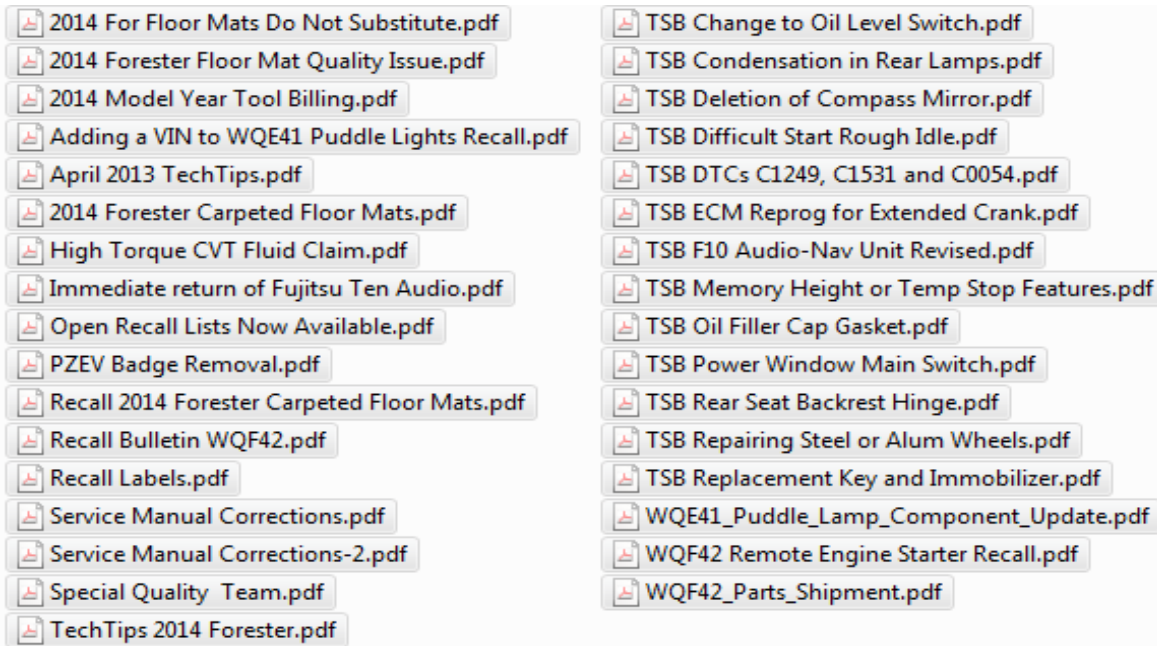 2014 For Floor Mats Do Not Substitute.pdf
2014 Forester Floor Mat Quality Issue.pdf
2014 Model Year Tool Billing.pdf
Adding a VIN to WQE41 Puddle Lights Recall.pdf
April 2013 TechTips.pdf
2014 Forester Carpeted Floor Mats.pdf
High Torque CVT Fluid Claim.pdf
Immediate return of Fujitsu Ten Audio.pdf
Open Recall Lists Now Available.pdf
PZEV Badge Removal.pdf
Recall 2014 Forester Carpeted Floor Mats.pdf
Recall Bulletin WQF42.pdf
Recall Labels.pdf
Service Manual Corrections.pdf
Service Manual Corrections-2.pdf
Special Quality  Team.pdf
TechTips 2014 Forester.pdf
TSB Change to Oil Level Switch.pdf
TSB Condensation in Rear Lamps.pdf
TSB Deletion of Compass Mirror.pdf
TSB Difficult Start Rough Idle.pdf
TSB DTCs C1249, C1531 and C0054.pdf
TSB ECM Reprog for Extended Crank.pdf
TSB F10 Audio-Nav Unit Revised.pdf
TSB Memory Height or Temp Stop Features.pdf
TSB Oil Filler Cap Gasket.pdf
TSB Power Window Main Switch.pdf
TSB Rear Seat Backrest Hinge.pdf
TSB Repairing Steel or Alum Wheels.pdf
TSB Replacement Key and Immobilizer.pdf
WQE41_Puddle_Lamp_Component_Update.pdf
WQF42 Remote Engine Starter Recall.pdf
WQF42_Parts_Shipment.pdf